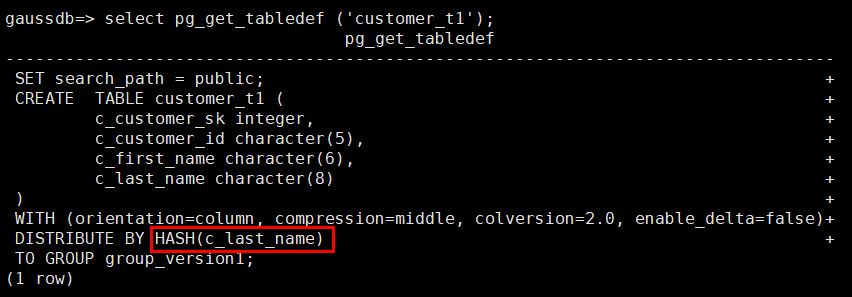 gaussdb=> select pg_get_tabledef ('customer_t1');
pg_get_tabledef
--------------------------------------------------------------------------------
SET search_path = public; +
CREATE  TABLE customer_t1 ( +
c_customer_sk integer, +
c_customer_id character(5), +
c_first_name character(6), +
c_last_name character(8) +
) +
WITH (orientation=column, compression=middle, colversion=2.0, enable_delta=false)+
DISTRIBUTE BY HASH(c_last_name) +
TO GROUP group_version1;
(1 row)